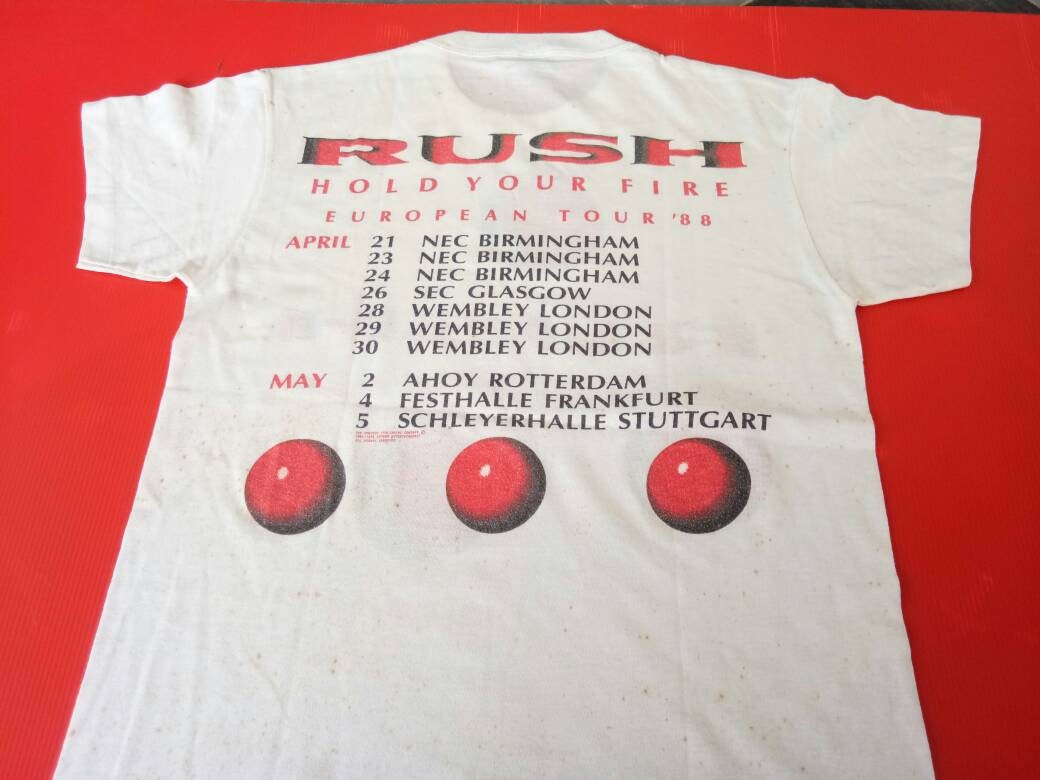 RUSH
HOLD YOUR FIRE
EUROPEAN TOUR '88
APRIL 21 NEC BIRMINGHAM
23 NEC BIRMINGHAM
24 NEC BIRMINGHAM
26 SEC GLASGOW
28 WEMBLEY LONDON
29 WEMBLEY LONDON
30 WEMBLEY LONDON
MAY 2 AHOY ROTTERDAM
4 FESTHALLE FRANKFURT
5 SCHLEYERHALLE STUTTGART